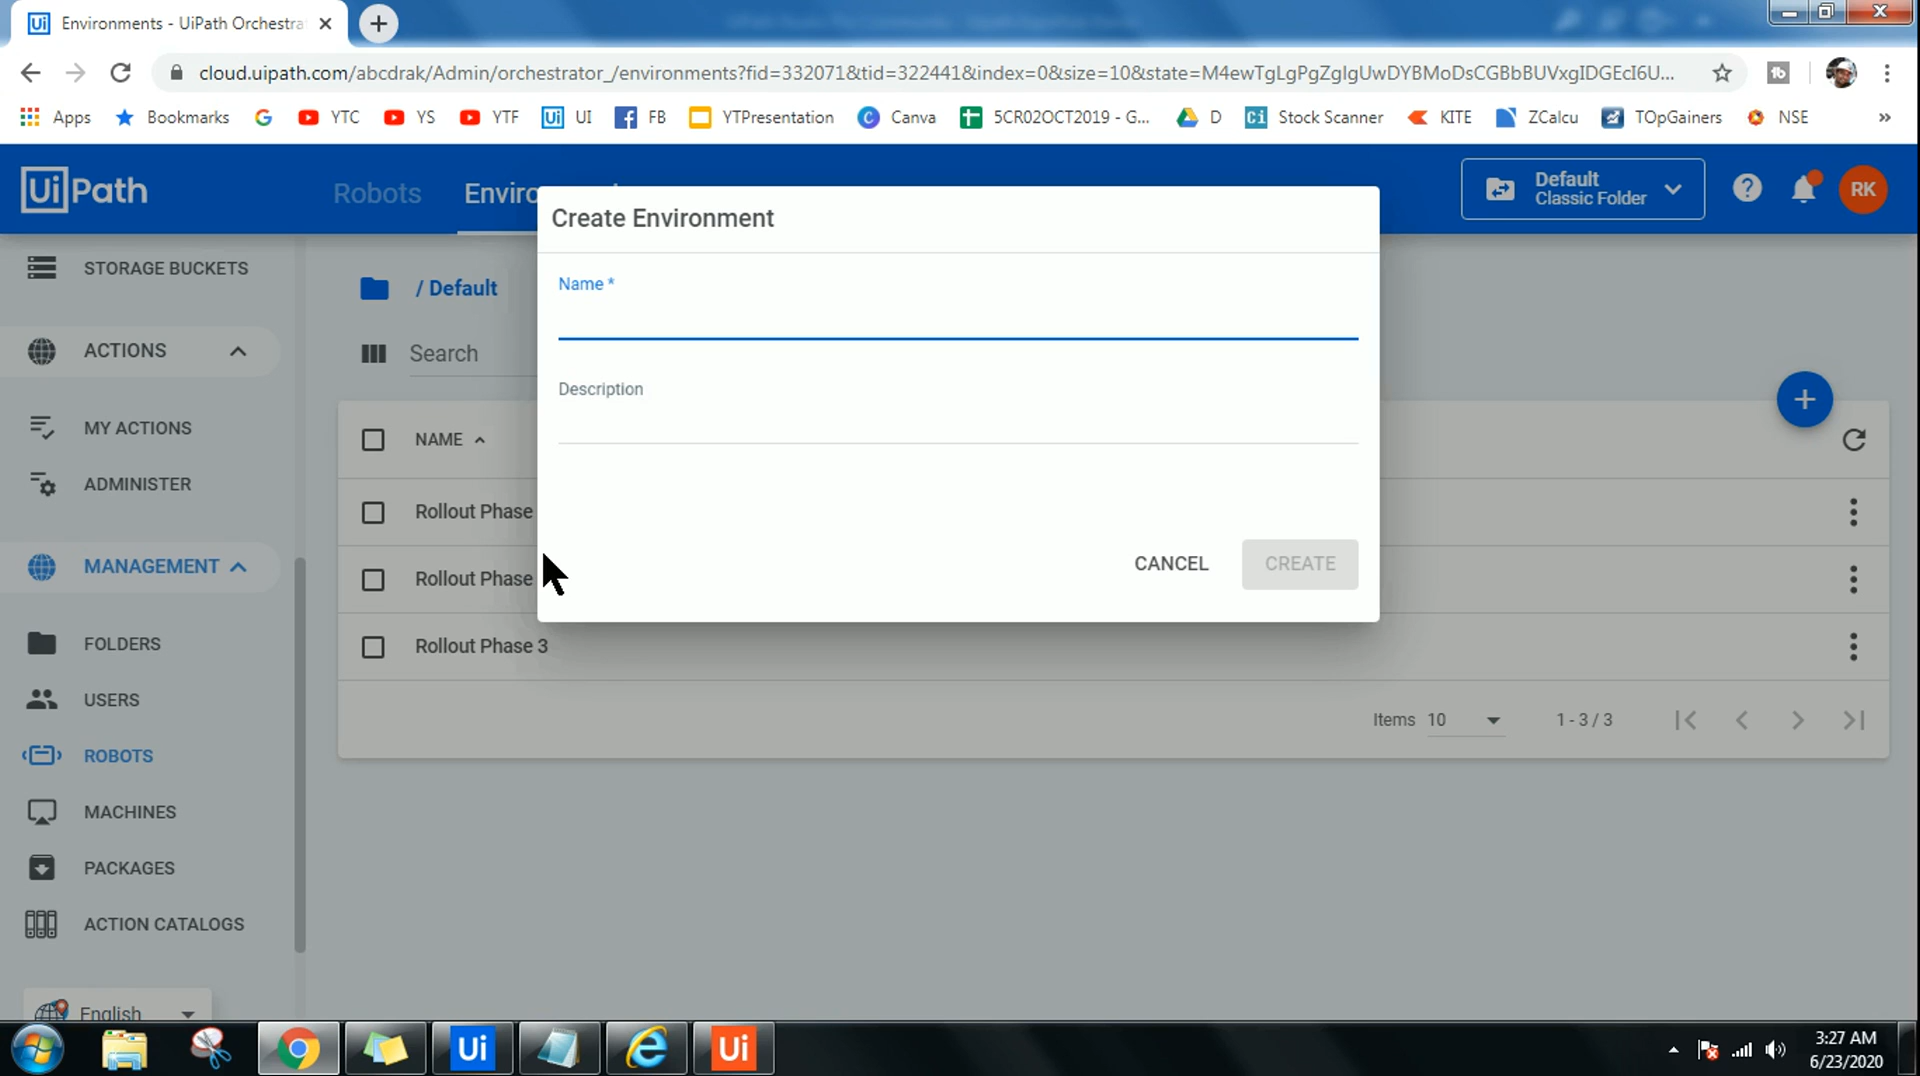 Environments - UiPath Orchestra
cloud.uipath.com/abcdrak/Admin/orchestrator_/environments?fid=332071&tid=322441&index=0&size=10&state=M4ewTgLgPgZgIgUwDYBMoDsCGBbBUVxgIDGEcI6U...
Apps Bookmarks YTC YS YTF UI FB YTPresentation Canva 5CR02OCT2019 - G... D Stock Scanner KITE ZCalcu TOpGainers NSE »
UiPath Robots Enviro
Default
Classic Folder
RK
Create Environment
Name *
Description
CANCEL CREATE
STORAGE BUCKETS
ACTIONS
MY ACTIONS
ADMINISTER
MANAGEMENT
FOLDERS
USERS
ROBOTS
MACHINES
PACKAGES
ACTION CATALOGS
English
/ Default
Search
NAME
Rollout Phase
Rollout Phase
Rollout Phase 3
Items 10 1 - 3 / 3
3:27 AM
6/23/2020